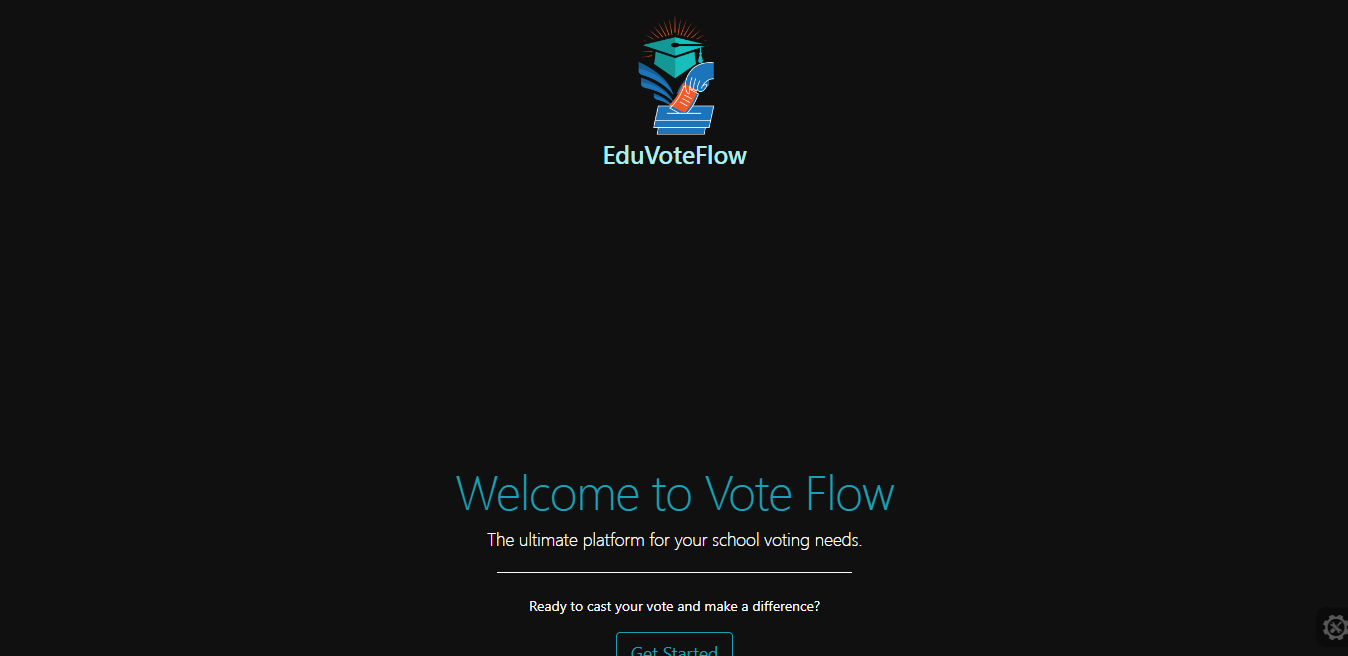 EduVoteFlow
Welcome to Vote Flow
The ultimate platform for your school voting needs.
Ready to cast your vote and make a difference?
Get Started